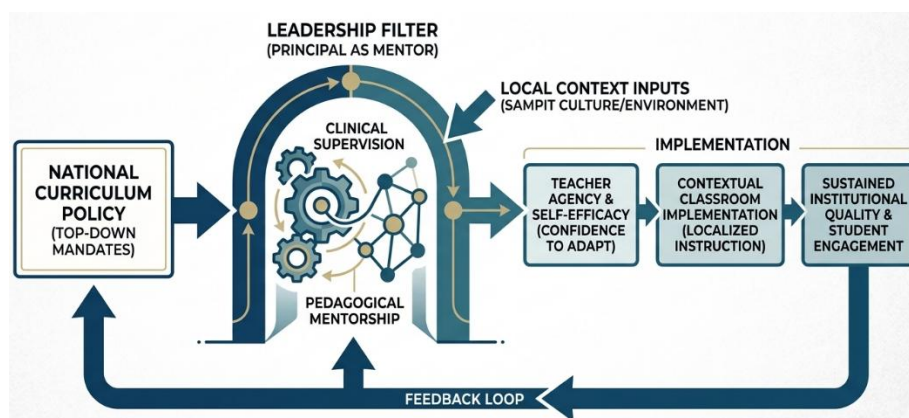 LEADERSHIP FILTER
(PRINCIPAL AS MENTOR)
LOCAL CONTEXT INPUTS
(SAMPIT CULTURE/ENVIRONMENT)
CLINICAL
SUPERVISION
IMPLEMENTATION
NATIONAL
CURRICULUM
POLICY
(TOP-DOWN
MANDATES)
TEACHER
AGENCY &
SELF-EFFICACY
(CONFIDENCE
TO ADAPT)
CONTEXTUAL
CLASSROOM
IMPLEMENTATION
(LOCALIZED
INSTRUCTION)
SUSTAINED
INSTITUTIONAL
QUALITY &
STUDENT
ENGAGEMENT
PEDAGOGICAL
MENTORSHIP
FEEDBACK LOOP